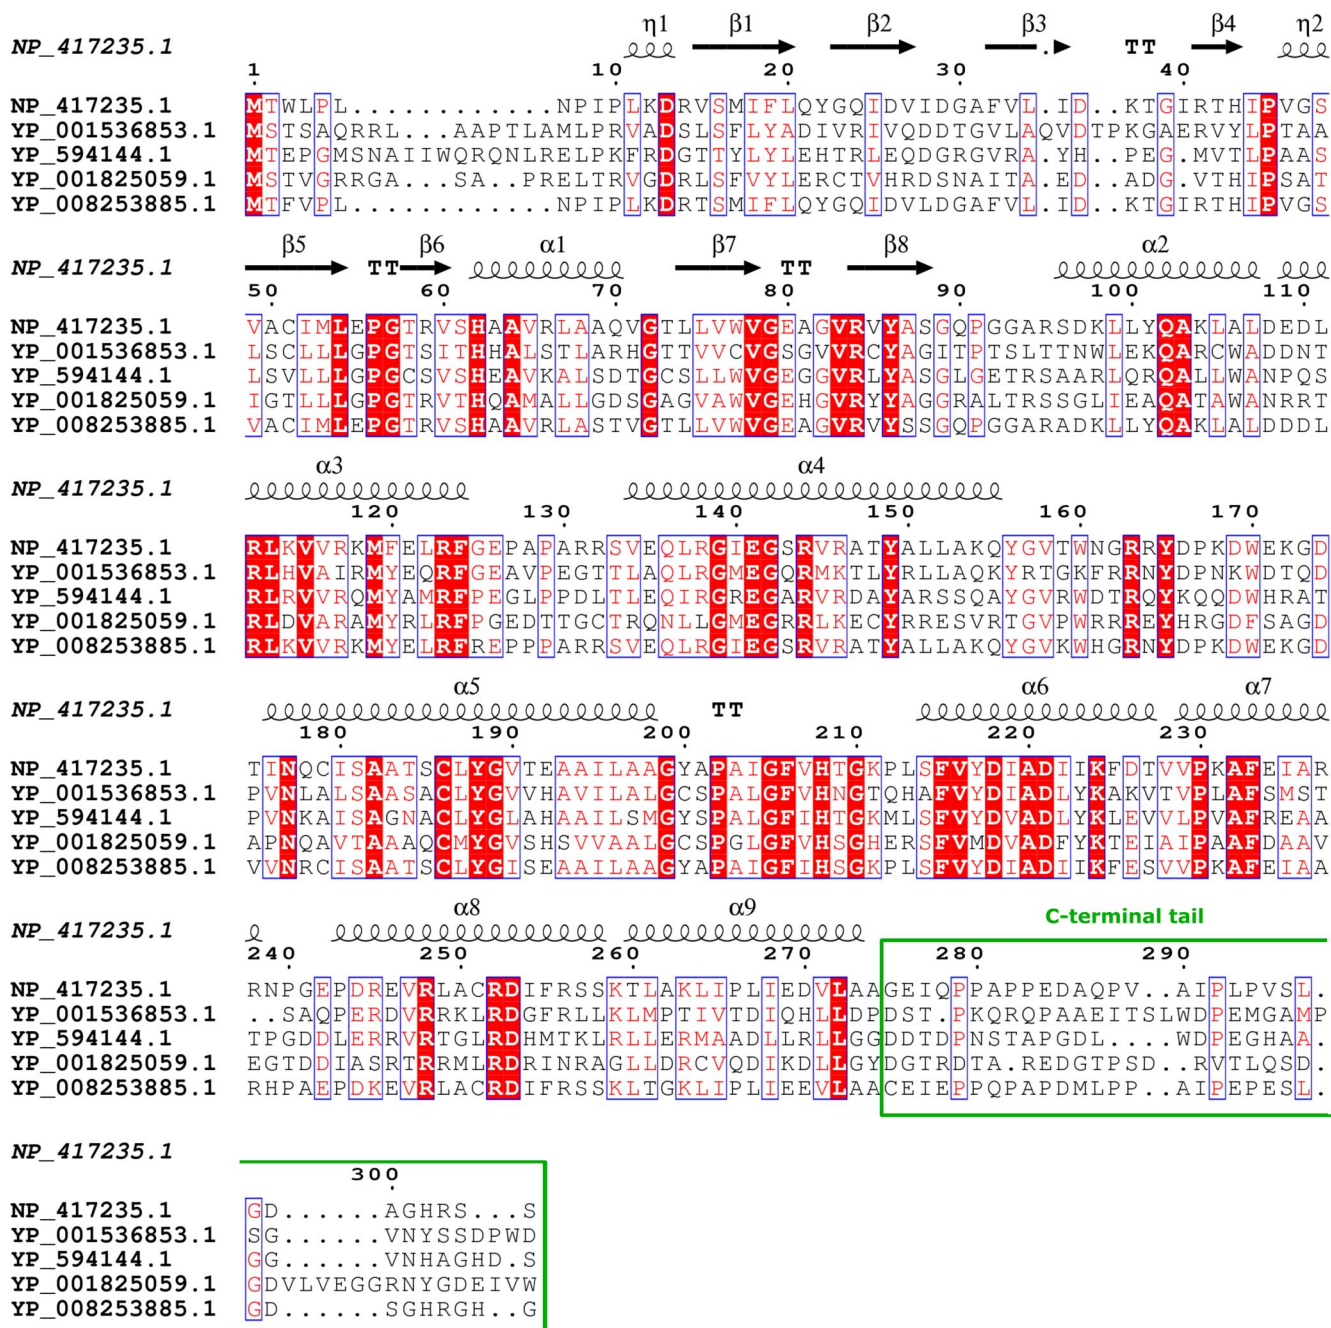 η1 β1 β2 β3 β4 η2
NP_417235.1 . TT
1 10 20 30 40
NP_417235.1 MTWLPL............NPIPLKDRVSMIFLQYGQIDVIDGAFVL.ID..KTGIRTHIPVGS
YP_001536853.1 MSTSAQRRL...AAPTLAMLPRVADSLSFLYADIVRIVQDDTGVLAQVDTPKGAERVYLPTAA
YP_594144.1 MTEPGMSNAIIWQRQNLRELPKFRDGTTYLYLEHTRLEQDGRGVRA.YH..PEG.MVTLPAAS
YP_001825059.1 MSTVGRRGA...SA..PRELTRVGDRLSFVYLERCTVHRDSNAITA.ED..ADG.VTHIPSAT
YP_008253885.1 MTFVPL............NPIPLKDRTSMIFLQYGQIDVLDGAFVL.ID..KTGIRTHIPVGS
β5 β6 α1 β7 β8 α2
NP_417235.1 TT TT
50 60 70 80 90 100 110
NP_417235.1 VACIMLEPGTRVSHAAVRLAAQVGTLLVWVGEAGVRVYASGQPGGARSDKLLYQAKLALDEDL
YP_001536853.1 LSCLLLGPGTSITHHALSTLARHGTTVVCVGSGVVRCYAGITPTSLTTNWLEKQARCWADDNT
YP_594144.1 LSVLLLGPGCSVSHEAVKALSDTGCSLLWVGEGGVRLYASGLGETRSAARLQRQALLWANPQS
YP_001825059.1 IGTLLLGPGTRVTHQAMALLGDSGAGVAWVGEHGVRYYAGGRALTRSSGLIEAQATAWANRRT
YP_008253885.1 VACIMLEPGTRVSHAAVRLASTVGTLLVWVGEAGVRVYSSGQPGGARADKLLYQAKLALDDDL
α3 α4
NP_417235.1
120 130 140 150 160 170
NP_417235.1 RLKVVRKMFELRFGEPAPARRSVEQLRGIEGSRVRATYALLAKQYGVTWNGRRYDPKDWEKGD
YP_001536853.1 RLHVAIRMYEQRFGEAVPEGTTLAQLRGMEGQRMKTLYRLLAQKYRTGKFRRNYDPNKWDTQD
YP_594144.1 RLRVVRQMYAMRFPEGLPPDLTLEQIRGREGARVRDAYARSSQAYGVRWDTRQYKQQDWHRAT
YP_001825059.1 RLDVARAMYRLRFPGEDTTGCTRQNLLGMEGRRLKECYRRESVRTGVPWRRREYHRGDFSAGD
YP_008253885.1 RLKVVRKMYELRFREPPPARRSVEQLRGIEGSRVRATYALLAKQYGVKWHGRNYDPKDWEKGD
α5 α6 α7
NP_417235.1 TT
180 190 200 210 220 230
NP_417235.1 TINQCISAATSCLYGVTEAAILAAGYAPAIGFVHTGKPLSFVYDIADIIKFDTVVPKAFEIAR
YP_001536853.1 PVNLALSAASACLYGVVHAVILALGCSPALGFVHNGTQHAFVYDIADLYKAKVTVPLAFSMST
YP_594144.1 PVNKAISAGNACLYGLAHAAILSMGYSPALGFIHTGKMLSFVYDVADLYKLEVVLPVAFREAA
YP_001825059.1 APNQAVTAAAQCMYGVSHSVVAALGCSPGLGFVHSGHERSFVMDVADFYKTEIAIPAAFDAAV
YP_008253885.1 VVNRCISAATSCLYGISEAAILAAGYAPAIGFIHSGKPLSFVYDIADIIKFESVVPKAFEIAA
α8 α9 C-terminal tail
NP_417235.1
240 250 260 270 280 290
NP_417235.1 RNPGEPDREVRLACRDIFRSSKTLAKLIPLIEDVLAAGEIQPPAPPEDAQPV..AIPLPVSL.
YP_001536853.1 ..SAQPERDVRRKLRDGFRLLKLMPTIVTDIQHLLDPDST.PKQRQPAAEITSLWDPEMGAMP
YP_594144.1 TPGDDLERRVRTGLRDHMTKLRLLERMAADLLRLLGGDDTDPNSTAPGDL....WDPEGHAA.
YP_001825059.1 EGTDDIASRTRRMLRDRINRAGLLDRCVQDIKDLLGYDGTRDTA.REDGTPSD..RVTLQSD.
YP_008253885.1 RHPAEPDKEVRLACRDIFRSSKLTGKLIPLIEEVLAACEIEPPQPAPDMLPP..AIPEPESL.
NP_417235.1
300
NP_417235.1 GD......AGHRS...S
YP_001536853.1 SG......VNYSSDPWD
YP_594144.1 GG......VNHAGHD.S
YP_001825059.1 GDVLVEGGRNYGDEIVW
YP_008253885.1 GD......SGHRGH..G